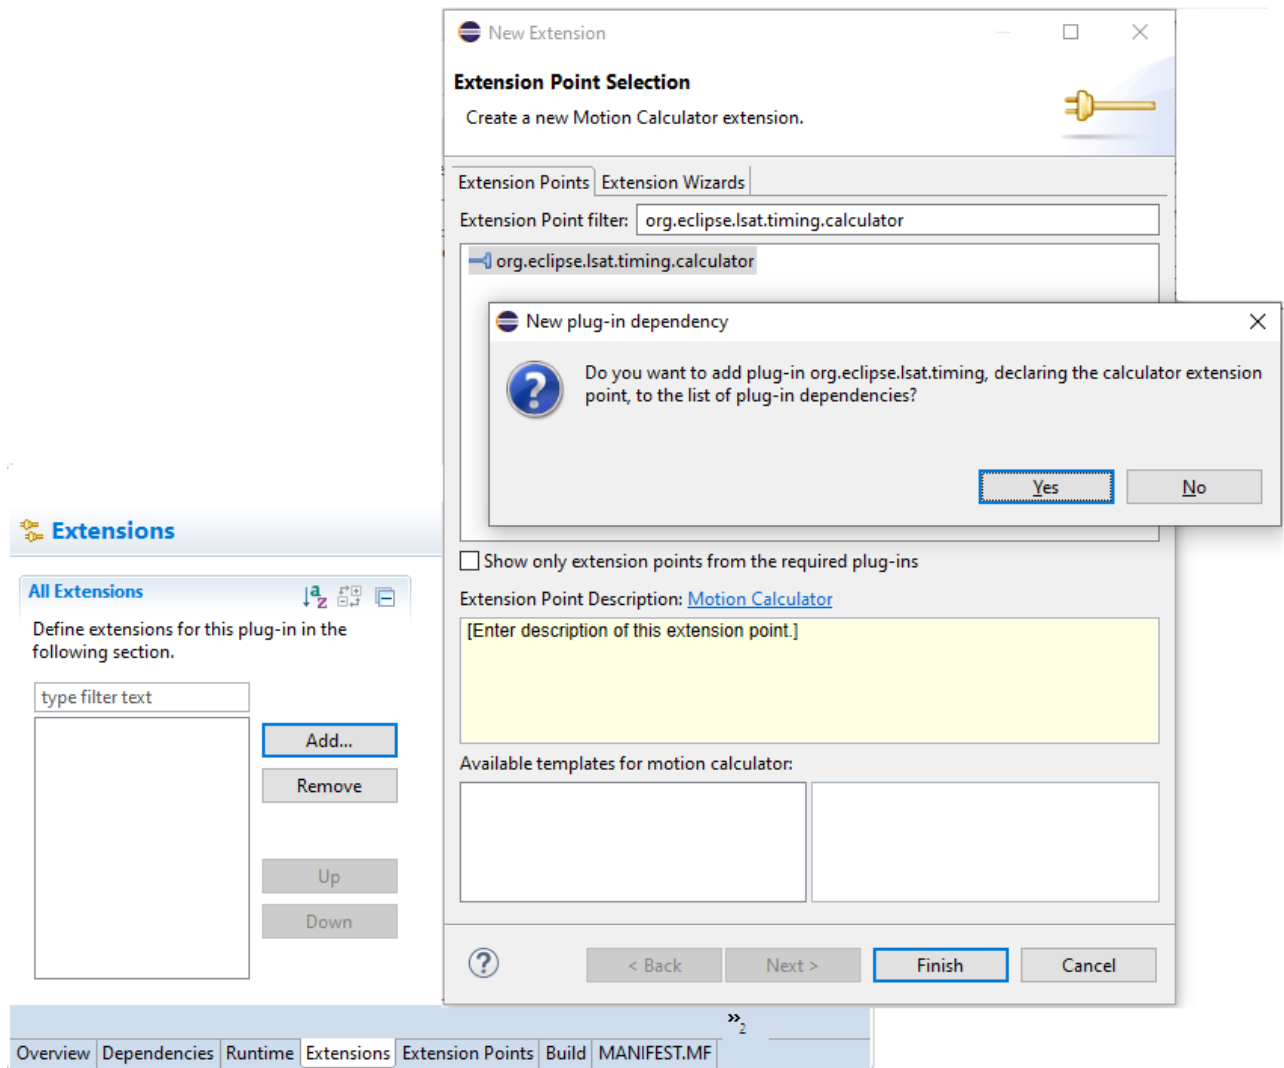 New Extension
Extension Point Selection
Create a new Motion Calculator extension.
Extension Points
Extension Wizards
Extension Point filter:
org.eclipse.lsat.timing.calculator
org.eclipse.lsat.timing.calculator
New plug-in dependency
Do you want to add plug-in org.eclipse.lsat.timing, declaring the calculator extension
point, to the list of plug-in dependencies?
Yes
No
Show only extension points from the required plug-ins
Extension Point Description: Motion Calculator
[Enter description of this extension point.]
Available templates for motion calculator:
< Back
Next >
Finish
Cancel
Extensions
All Extensions
Define extensions for this plug-in in the
following section.
type filter text
Add...
Remove
Up
Down
»2
Overview
Dependencies
Runtime
Extensions
Extension Points
Build
MANIFEST.MF